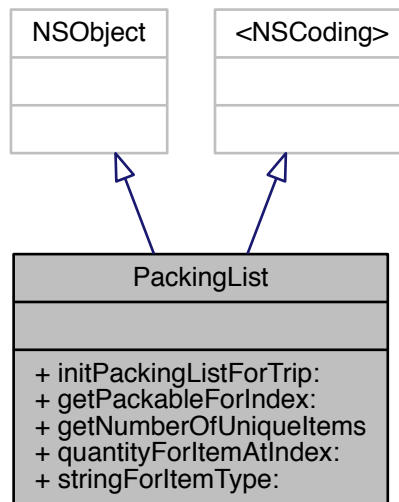 NSObject
<NSCoding>
PackingList
+ initPackingListForTrip:
+ getPackableForIndex:
+ getNumberOfUniqueItems
+ quantityForItemAtIndex:
+ stringForItemType: